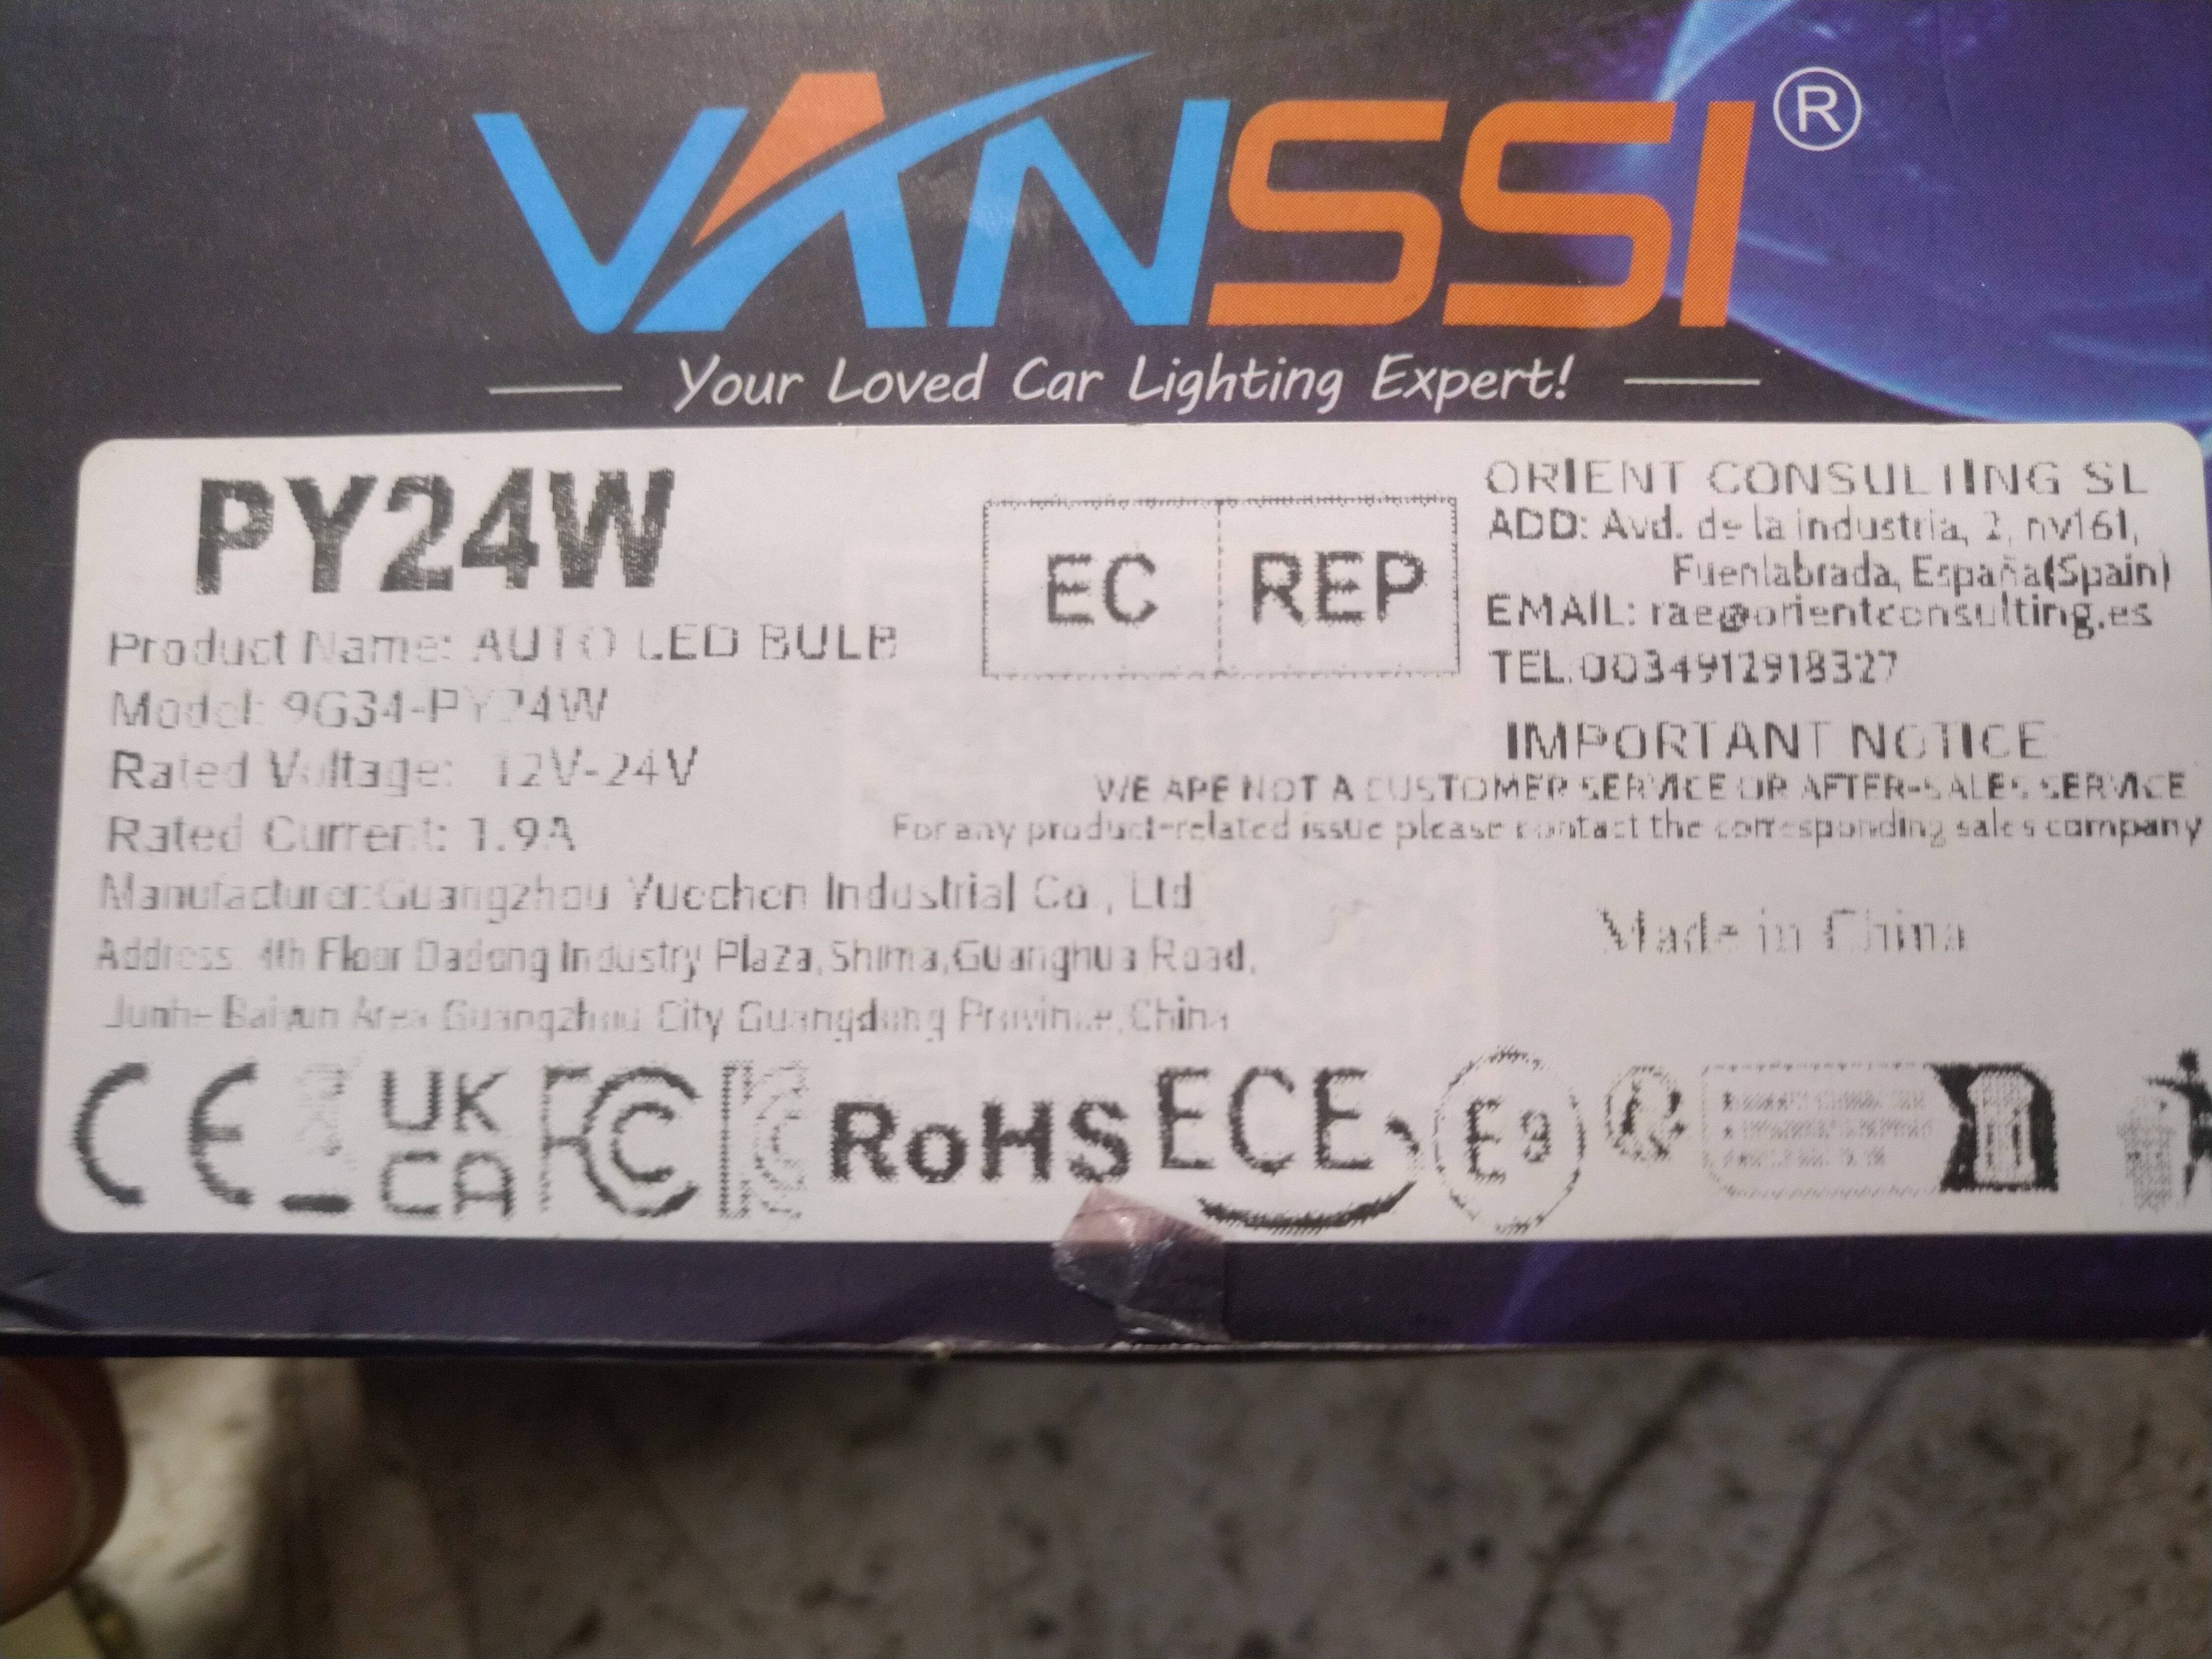 VANSSI ®
Your Loved Car Lighting Expert!
PY24W
Product Name: AUTO LED BULB
Model: 9G34-PY24W
Rated Voltage: 12V-24V
Rated Current: 1.9A
Manufacturer:Guangzhou Yuechen Industrial Co., Ltd
Address: 4th Floor Dadong Industry Plaza,Shima,Guanghua Road,
Junhe Baiyun Area Guangzhou City Guangdong Province,China
EC REP
ORIENT CONSULTING SL
ADD: Avd. de la industria, 2, nv161,
Fuenlabrada, España(Spain)
EMAIL: rae@orientconsulting.es
TEL:0034912918327
IMPORTANT NOTICE
WE ARE NOT A CUSTOMER SERVICE OR AFTER-SALES SERVICE
For any product-related issue please contact the corresponding sales company
Made in China
CE UK CA FC RoHS ECE E9